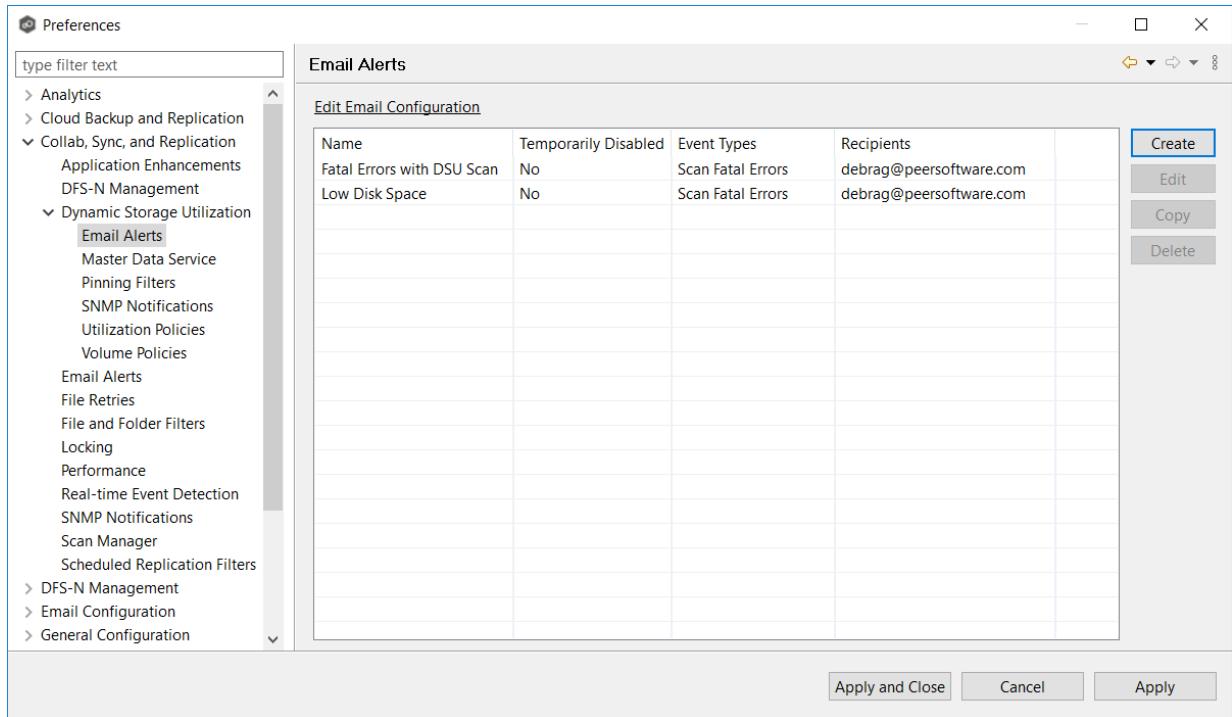 Preferences
type filter text
Analytics
Cloud Backup and Replication
Collab, Sync, and Replication
Application Enhancements
DFS-N Management
Dynamic Storage Utilization
Email Alerts
Master Data Service
Pinning Filters
SNMP Notifications
Utilization Policies
Volume Policies
Email Alerts
File Retries
File and Folder Filters
Locking
Performance
Real-time Event Detection
SNMP Notifications
Scan Manager
Scheduled Replication Filters
DFS-N Management
Email Configuration
General Configuration
Email Alerts
Edit Email Configuration
Name Temporarily Disabled Event Types Recipients
Fatal Errors with DSU Scan No Scan Fatal Errors debrag@peersoftware.com
Low Disk Space No Scan Fatal Errors debrag@peersoftware.com
Create
Edit
Copy
Delete
Apply and Close Cancel Apply